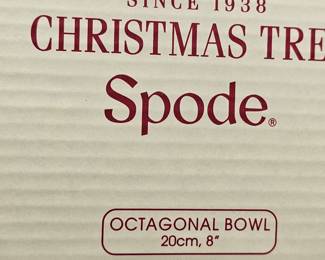 SINCE 1938
CHRISTMAS TRE
Spode®
OCTAGONAL BOWL
20cm, 8"